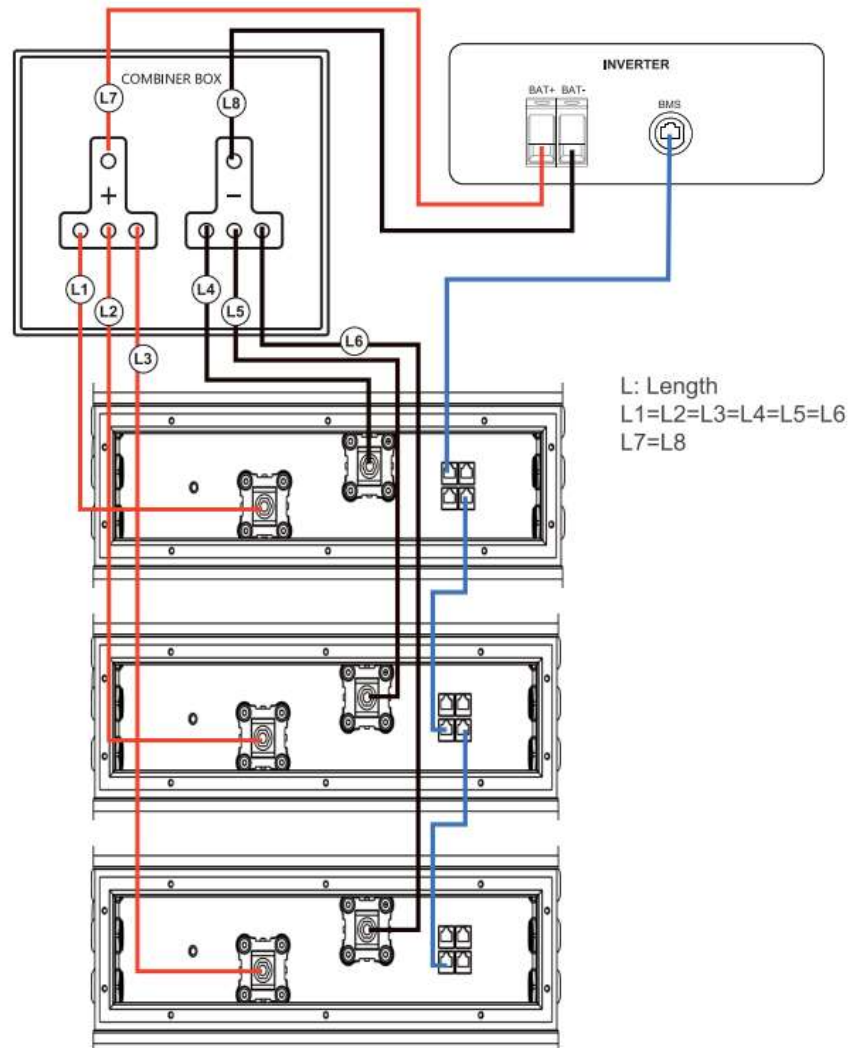 COMBINER BOX
L7
L8
+
−
L1
L2
L3
L4
L5
L6
INVERTER
BAT+ BAT-
BMS
L: Length
L1=L2=L3=L4=L5=L6
L7=L8